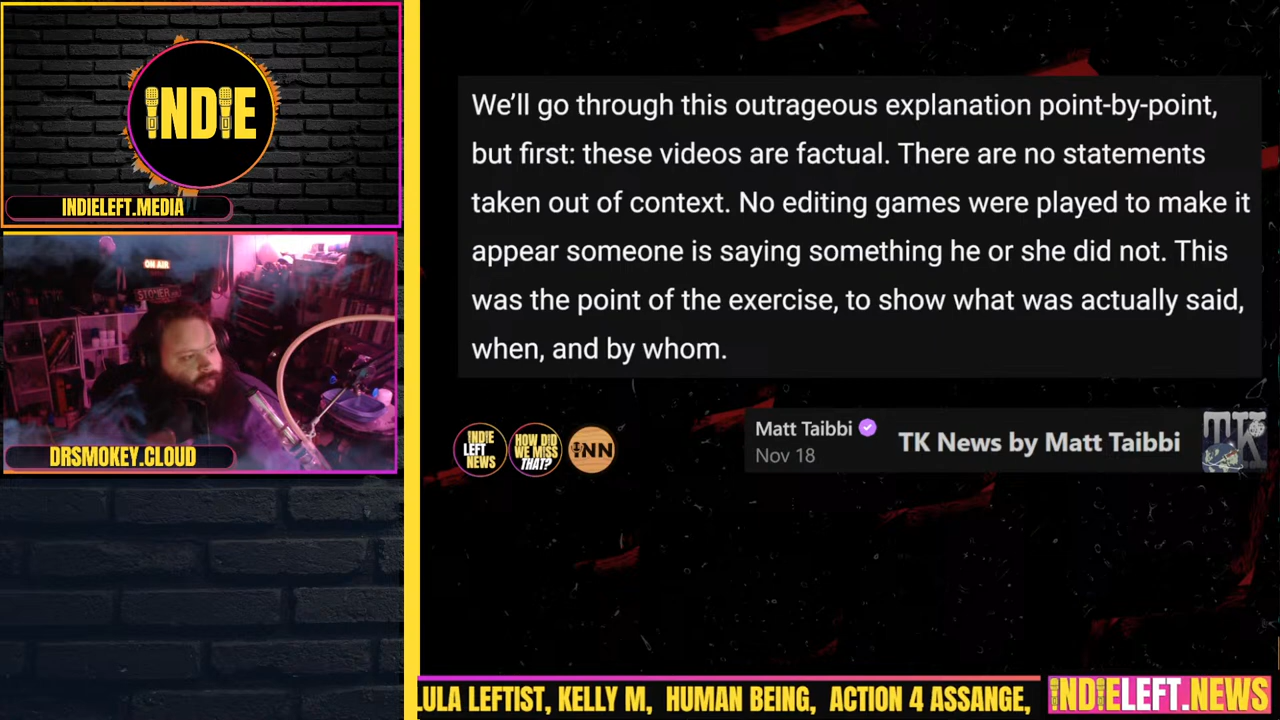 INDIE
INDIELEFT.MEDIA
ON AIR
DRSMOKEY.CLOUD
We’ll go through this outrageous explanation point-by-point,
but first: these videos are factual. There are no statements
taken out of context. No editing games were played to make it
appear someone is saying something he or she did not. This
was the point of the exercise, to show what was actually said,
when, and by whom.
INDIE
LEFT
NEWS
HOW DID
WE MISS
THAT?
INN
Matt Taibbi
Nov 18
TK News by Matt Taibbi
TK
ULA LEFTIST, KELLY M, HUMAN BEING, ACTION 4 ASSANGE,
INDIELEFT.NEWS